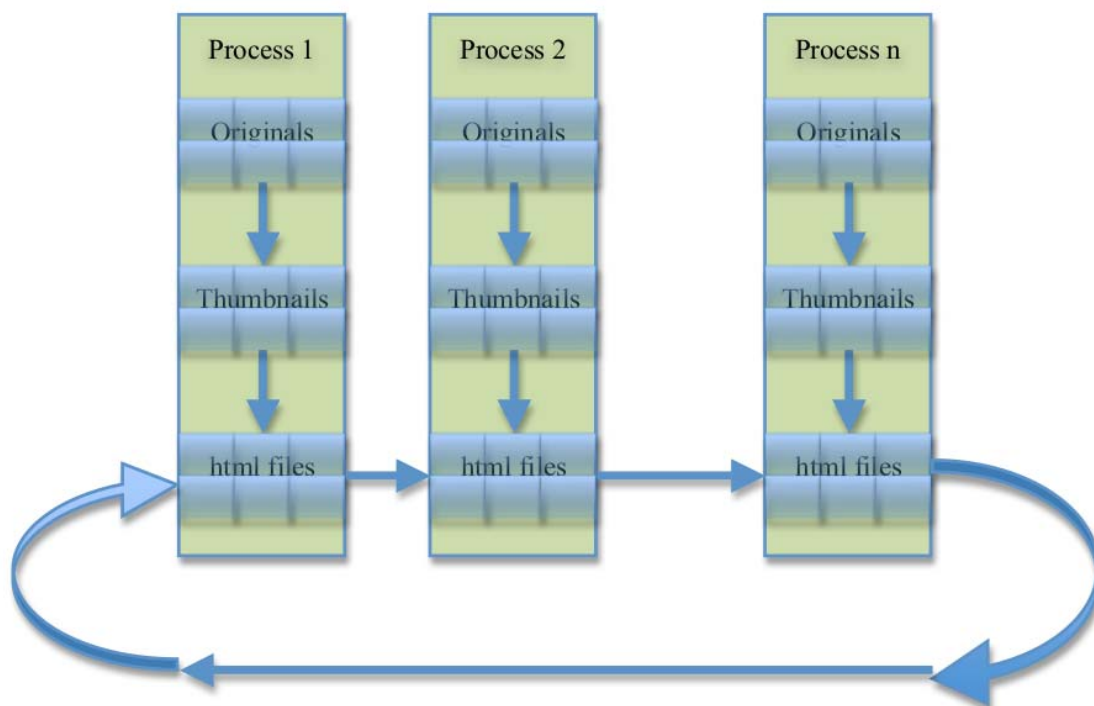 Process 1
Process 2
Process n
Originals
Originals
Originals
Thumbnails
Thumbnails
Thumbnails
html files
html files
html files